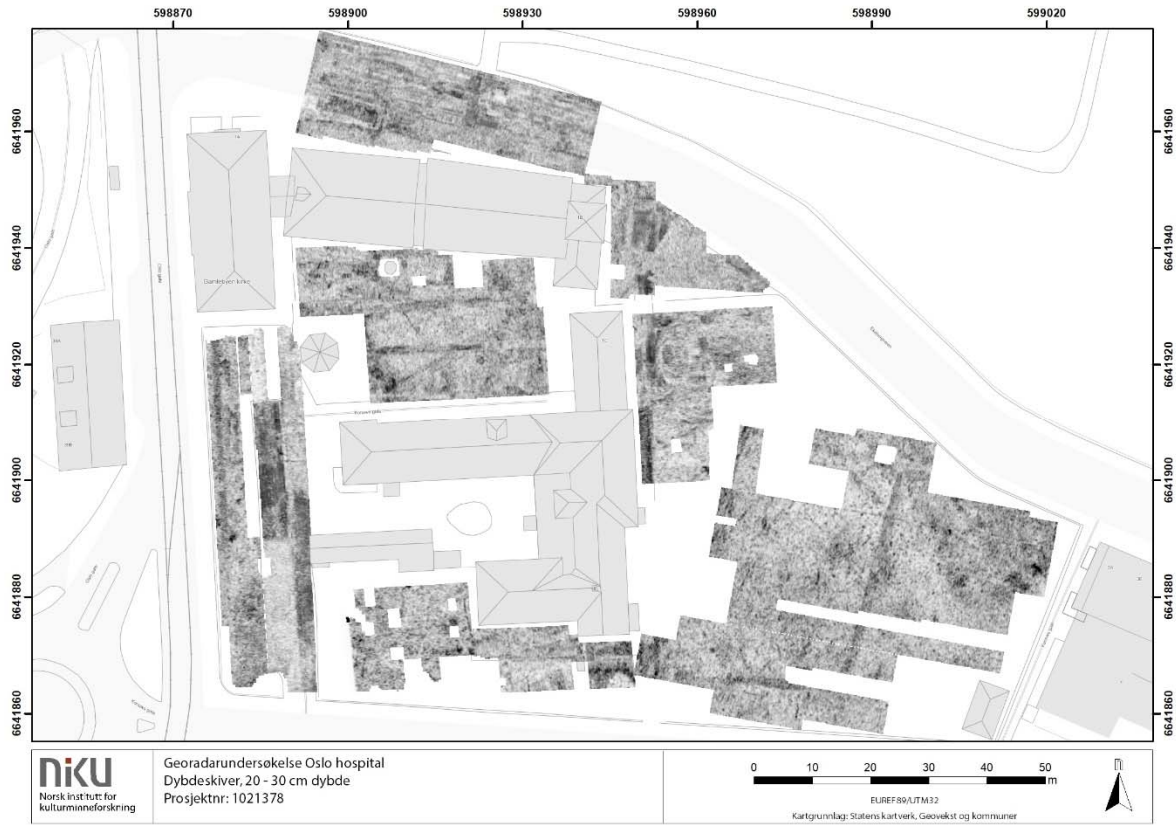 598870 598900 598930 598960 598990 599020
6641960 6641960
6641940 6641940
Gamlebyen kirke
6641920 6641920
6641900 6641900
6641880 6641880
6641860 6641860
niku
Norsk institutt for
kulturminneforskning
Georadarundersøkelse Oslo hospital
Dybdeskiver, 20 - 30 cm dybde
Prosjektnr: 1021378
0 10 20 30 40 50
m
EUREF89/UTM32
Kartgrunnlag: Statens kartverk, Geovekst og kommuner
n